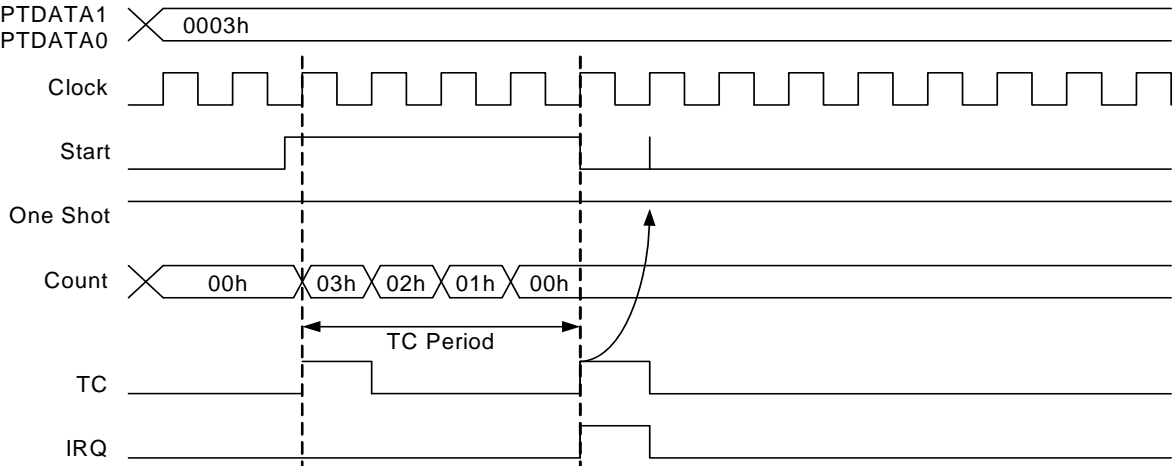 PTDATA1
PTDATA0
0003h
Clock
Start
One Shot
Count
00h
03h
02h
01h
00h
TC Period
TC
IRQ